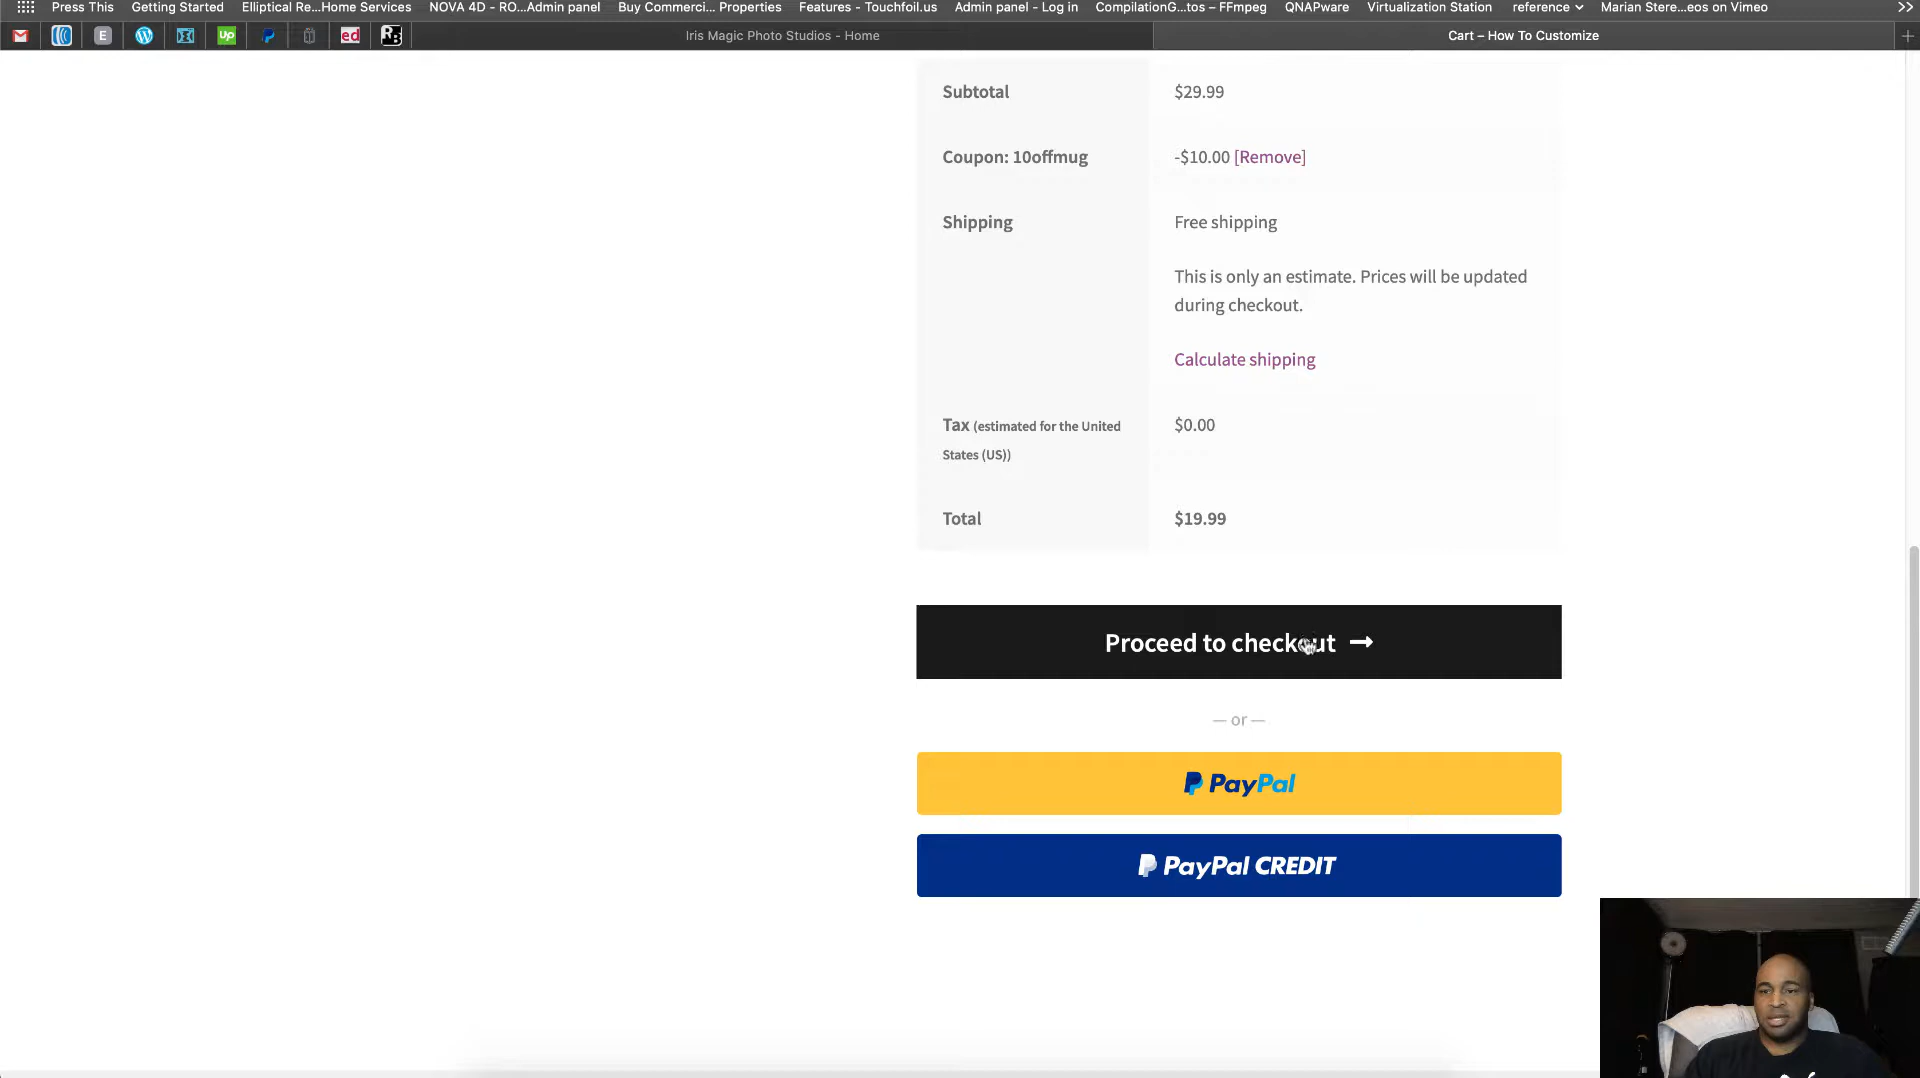 Press This Getting Started Elliptical Re...Home Services NOVA 4D - RO...Admin panel Buy Commerci... Properties Features - Touchfoil.us Admin panel - Log in CompilationG...tos – FFmpeg QNAPware Virtualization Station reference Marian Stere...eos on Vimeo
E Up ed Iris Magic Photo Studios - Home Cart – How To Customize
Subtotal $29.99
Coupon: 10offmug -$10.00 [Remove]
Shipping Free shipping
This is only an estimate. Prices will be updated
during checkout.
Calculate shipping
Tax (estimated for the United $0.00
States (US))
Total $19.99
Proceed to checkout →
— or —
PayPal
PayPal CREDIT